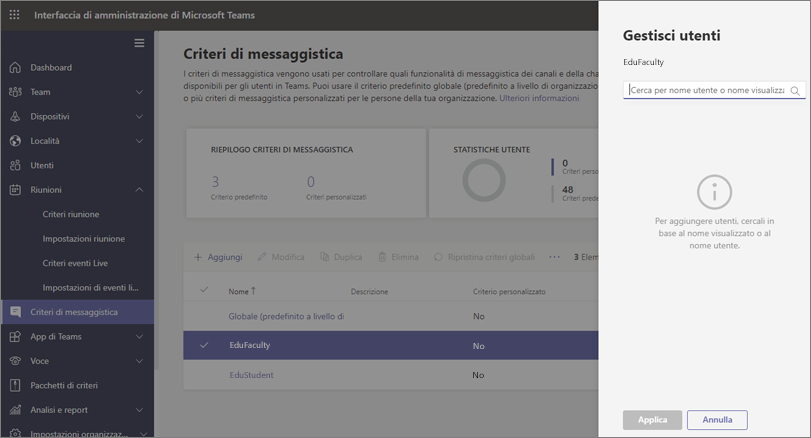 Interfaccia di amministrazione di Microsoft Teams
Dashboard
Team
Dispositivi
Località
Utenti
Riunioni
Criteri riunione
Impostazioni riunione
Criteri eventi Live
Impostazioni di eventi li...
Criteri di messaggistica
App di Teams
Voce
Pacchetti di criteri
Analisi e report
Impostazioni organizzaz...
Criteri di messaggistica
I criteri di messaggistica vengono usati per controllare quali funzionalità di messaggistica dei canali e della cha
disponibili per gli utenti in Teams. Puoi usare il criterio predefinito globale (predefinito a livello di organizzazio
o più criteri di messaggistica personalizzati per le persone della tua organizzazione. Ulteriori informazioni
RIEPILOGO CRITERI DI MESSAGGISTICA
3
Criterio predefinito
0
Criteri personalizzati
STATISTICHE UTENTE
0
Criteri perso
48
Criteri prede
Aggiungi
Modifica
Duplica
Elimina
Ripristina criteri globali
3 Elem
Nome ↑
Descrizione
Criterio personalizzato
Globale (predefinito a livello di
No
EduFaculty
No
EduStudent
No
Gestisci utenti
EduFaculty
Cerca per nome utente o nome visualizza
Per aggiungere utenti, cercali in
base al nome visualizzato o al
nome utente.
Applica
Annulla